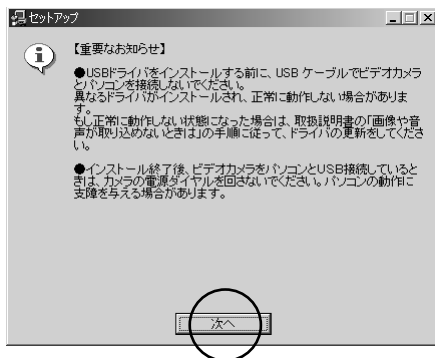 セットアップ
【重要なお知らせ】
●USBドライバをインストールする前に、USB ケーブルでビデオカメラ
とパソコンを接続しないでください。
異なるドライバがインストールされ、正常に動作しない場合がありま
す。
もし正常に動作しない状態になった場合は、取扱説明書の「画像や音
声が取り込めないときは」の手順に従って、ドライバの更新をしてくださ
い。
●インストール終了後、ビデオカメラをパソコンとUSB接続していると
きは、カメラの電源ダイヤルを回さないでください。パソコンの動作に
支障を与える場合があります。
次へ